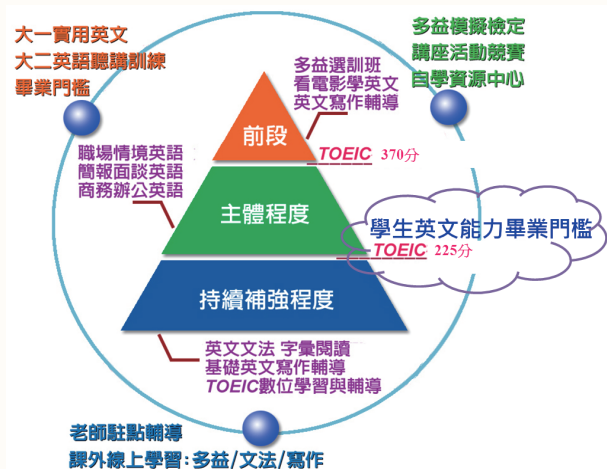 大一實用英文
大二英語聽講訓練
畢業門檻
多益模擬檢定
講座活動競賽
自學資源中心
多益選訓班
看電影學英文
英文寫作輔導
前段
TOEIC 370分
職場情境英語
簡報面談英語
商務辦公英語
主體程度
學生英文能力畢業門檻
TOEIC 225分
持續補強程度
英文文法 字彙閱讀
基礎英文寫作輔導
TOEIC數位學習與輔導
老師駐點輔導
課外線上學習:多益/文法/寫作